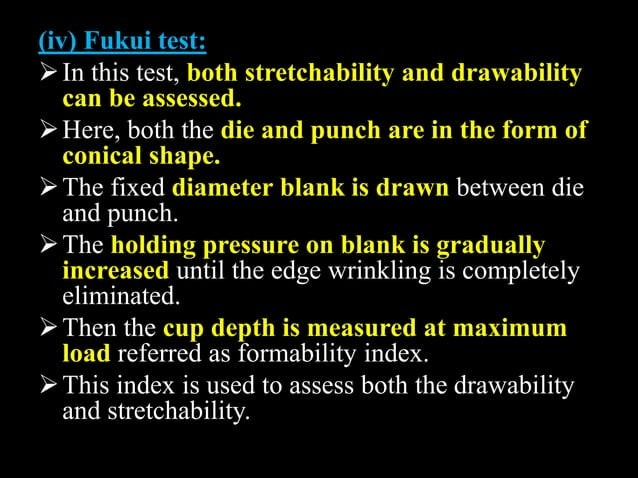 (iv) Fukui test:
➢In this test, both stretchability and drawability
can be assessed.
➢Here, both the die and punch are in the form of
conical shape.
➢The fixed diameter blank is drawn between die
and punch.
➢The holding pressure on blank is gradually
increased until the edge wrinkling is completely
eliminated.
➢Then the cup depth is measured at maximum
load referred as formability index.
➢This index is used to assess both the drawability
and stretchability.